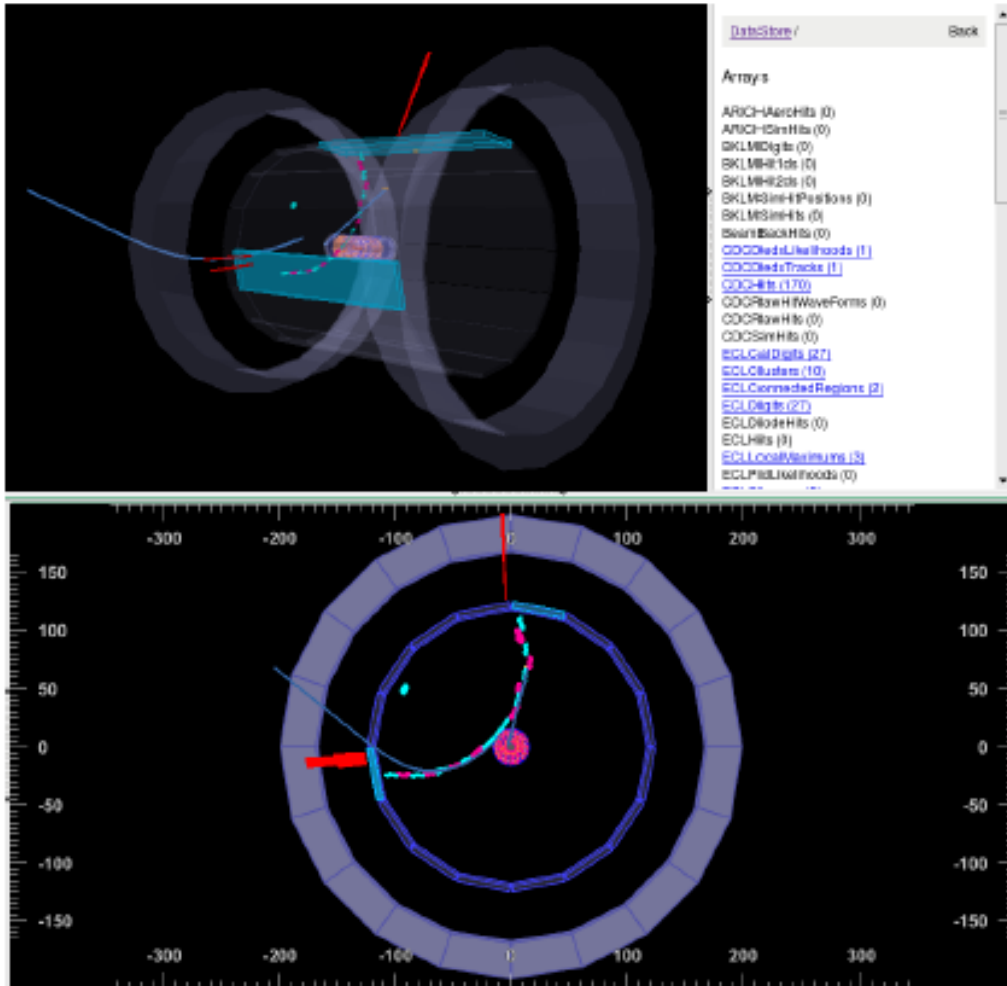 DataStore / Back
Arrays
ARICHAeroHits (0)
ARICHSimHits (0)
BKLMDigits (0)
BKLMHit1ds (0)
BKLMHit2ds (0)
BKLMSimHitPositions (0)
BKLMSimHits (0)
BeamBackHits (0)
CDCDedxLikelihoods (1)
CDCDedxTracks (1)
CDCHits (170)
CDCRawHitWaveForms (0)
CDCRawHits (0)
CDCSimHits (0)
ECLCalDigits (27)
ECLClusters (10)
ECLConnectedRegions (2)
ECLDigits (27)
ECLDiodeHits (0)
ECLHits (0)
ECLLocalMaximums (3)
ECLPidLikelihoods (0)
-300 -200 -100 0 100 200 300
150 150
100 100
50 50
0 0
-50 -50
-100 -100
-150 -150
-300 -200 -100 0 100 200 300